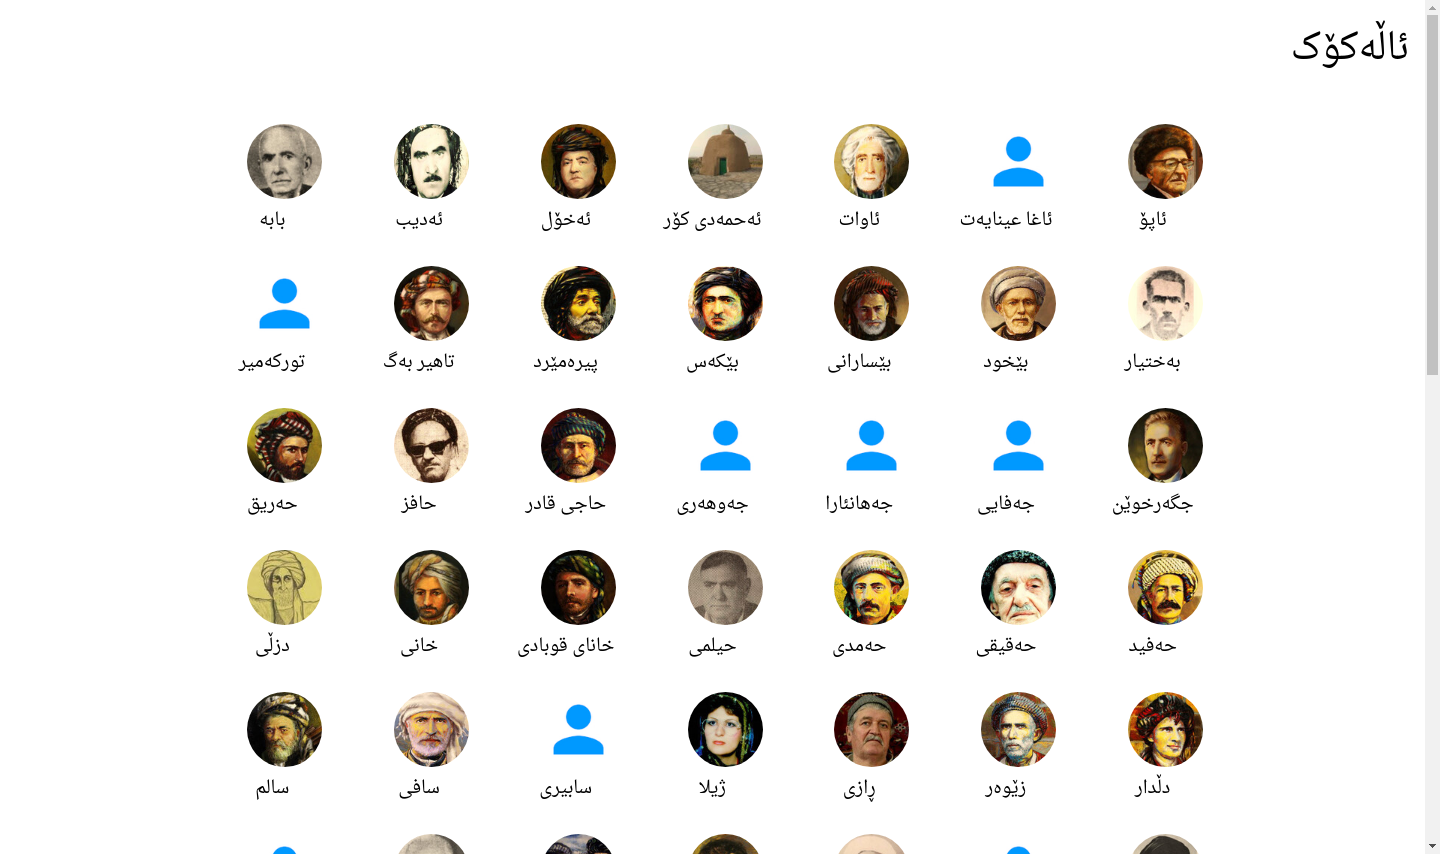 ئاڵەکۆک
ئاپۆ
ئاغا عینایەت
ئاوات
ئەحمەدی کۆر
ئەخۆل
ئەدیب
بابە
بەختیار
بێخود
بێسارانی
بێکەس
پیرەمێرد
تاهیر بەگ
تورکەمیر
جگەرخوێن
جەفایی
جەهانئارا
جەوهەری
حاجی قادر
حافز
حەریق
حەفید
حەقیقی
حەمدی
حیلمی
خانای قوبادی
خانی
دزڵی
دڵدار
زێوەر
ڕازی
ژیلا
سابیری
سافی
سالم